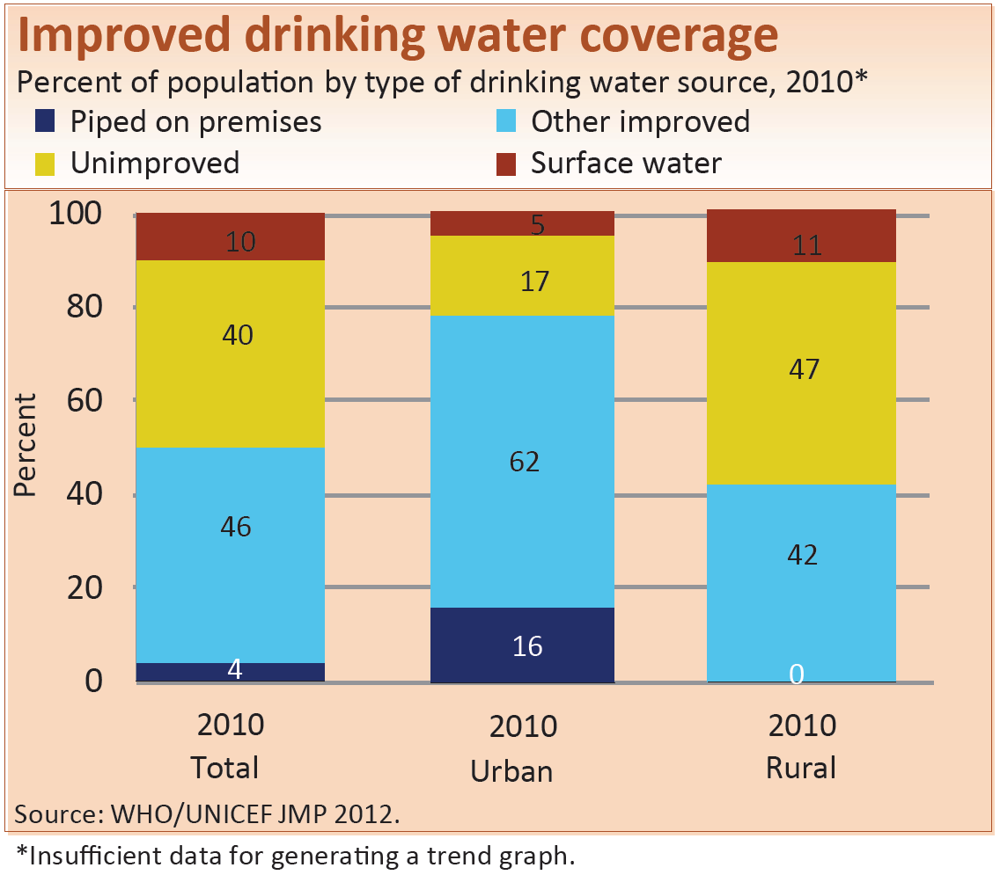 Improved drinking water coverage
Percent of population by type of drinking water source, 2010*
Piped on premises
Other improved
Unimproved
Surface water
100
80
60
40
20
0
Percent
10
40
46
4
5
17
62
16
11
47
42
0
2010
Total
2010
Urban
2010
Rural
Source: WHO/UNICEF JMP 2012.
*Insufficient data for generating a trend graph.